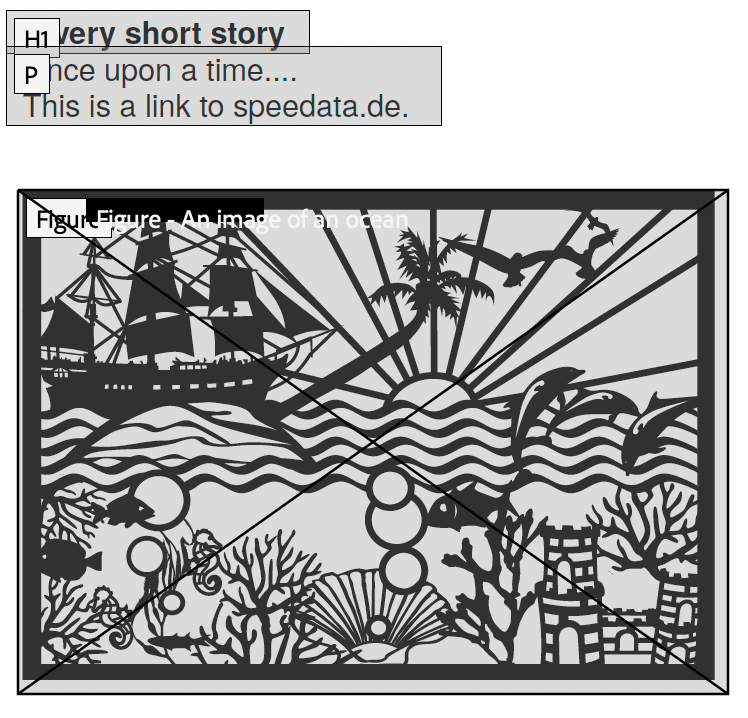 H1 very short story
P nce upon a time....
This is a link to speedata.de.
Figure Figure - An image of an ocean